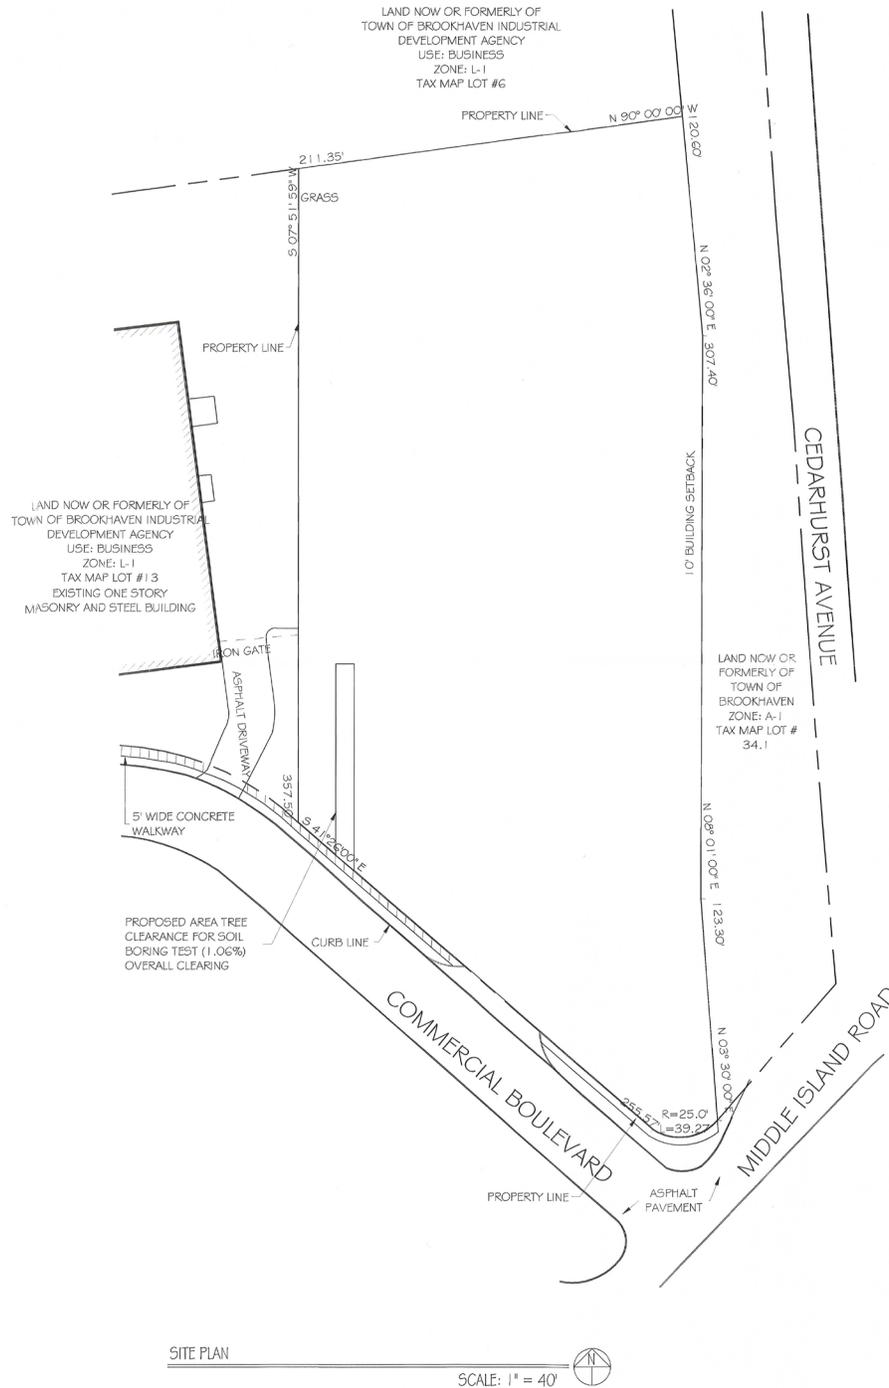 LAND NOW OR FORMERLY OF
TOWN OF BROOKHAVEN INDUSTRIAL
DEVELOPMENT AGENCY
USE: BUSINESS
ZONE: L-1
TAX MAP LOT #6
PROPERTY LINE
N 90° 00' 00" W
120.60'
211.35'
S 07° 51' 59" W
GRASS
N 02° 36' 00" E , 307.40'
PROPERTY LINE
CEDARHURST AVENUE
10' BUILDING SETBACK
LAND NOW OR FORMERLY OF
TOWN OF BROOKHAVEN INDUSTRIAL
DEVELOPMENT AGENCY
USE: BUSINESS
ZONE: L-1
TAX MAP LOT #13
EXISTING ONE STORY
MASONRY AND STEEL BUILDING
IRON GATE
ASPHALT DRIVEWAY
LAND NOW OR
FORMERLY OF
TOWN OF
BROOKHAVEN
ZONE: A-1
TAX MAP LOT #
34.1
357.50'
S 41°26'00" E
5' WIDE CONCRETE
WALKWAY
N 08° 01' 00" E , 123.30'
PROPOSED AREA TREE
CLEARANCE FOR SOIL
BORING TEST (1.06%)
OVERALL CLEARING
CURB LINE
COMMERCIAL BOULEVARD
N 03° 30' 00" E
MIDDLE ISLAND ROAD
255.57'
R=25.0'
L=39.27'
PROPERTY LINE
ASPHALT
PAVEMENT
SITE PLAN
N
SCALE: 1" = 40'